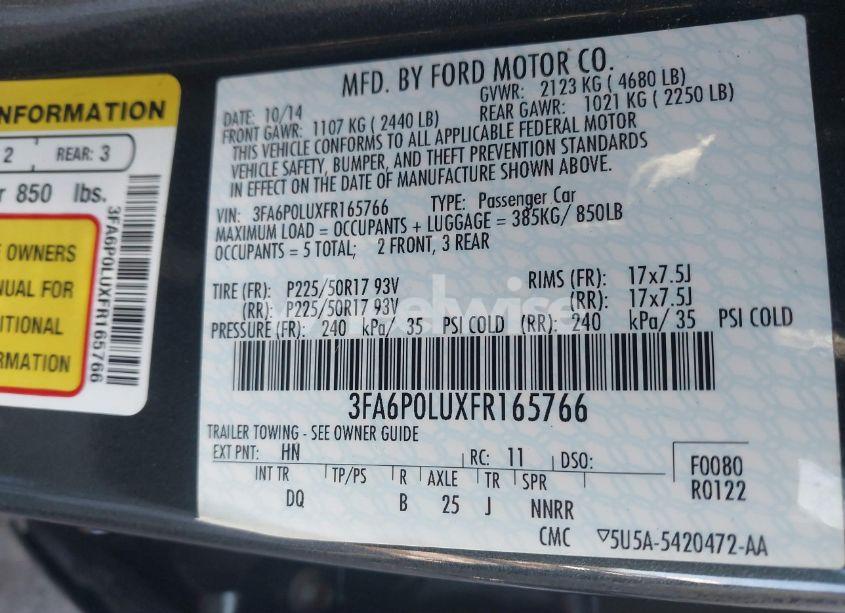 INFORMATION
2 REAR: 3
850 lbs.
OWNERS
FOR
3FA6P0LUXFR165766
MFD. BY FORD MOTOR CO.
DATE: 10/14 GVWR: 2123 KG ( 4680 LB)
FRONT GAWR: 1107 KG ( 2440 LB) REAR GAWR: 1021 KG ( 2250 LB)
THIS VEHICLE CONFORMS TO ALL APPLICABLE FEDERAL MOTOR
VEHICLE SAFETY, BUMPER, AND THEFT PREVENTION STANDARDS
IN EFFECT ON THE DATE OF MANUFACTURE SHOWN ABOVE.
VIN: 3FA6P0LUXFR165766 TYPE: Passenger Car
MAXIMUM LOAD = OCCUPANTS + LUGGAGE = 385KG/ 850LB
OCCUPANTS = 5 TOTAL; 2 FRONT, 3 REAR
TIRE (FR): P225/50R17 93V RIMS (FR): 17x7.5J
(RR): P225/50R17 93V (RR): 17x7.5J
PRESSURE (FR): 240 kPa/ 35 PSI COLD (RR): 240 kPa/ 35 PSI COLD
3FA6P0LUXFR165766
TRAILER TOWING - SEE OWNER GUIDE
EXT PNT: HN RC: 11 DSO: F0080
INT TR TP/PS R AXLE TR SPR R0122
DQ B 25 J NNRR
CMC ▽5U5A-5420472-AA